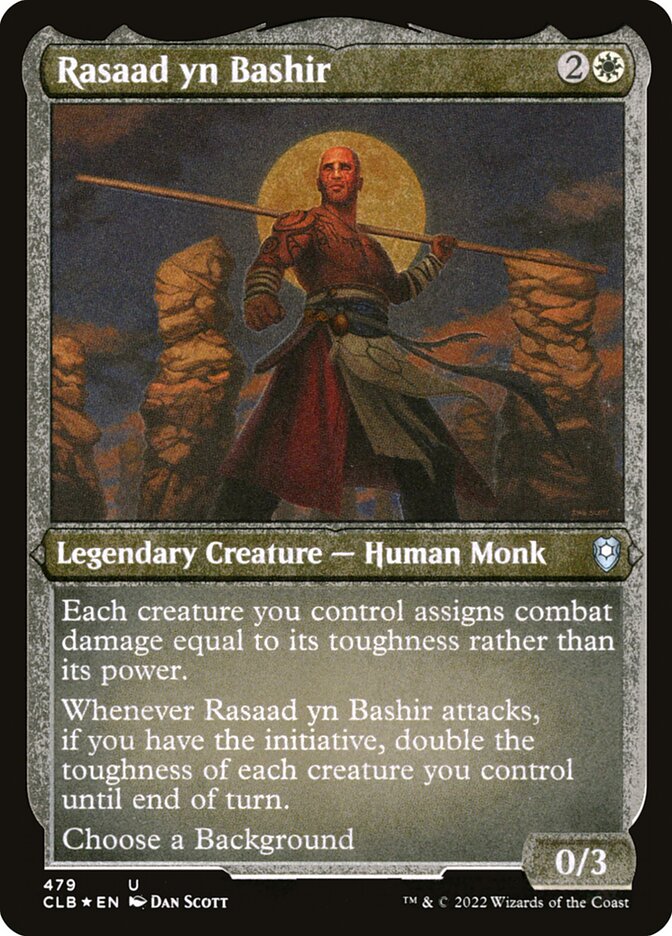 Rasaad yn Bashir 2
Legendary Creature — Human Monk
Each creature you control assigns combat
damage equal to its toughness rather than
its power.
Whenever Rasaad yn Bashir attacks,
if you have the initiative, double the
toughness of each creature you control
until end of turn.
Choose a Background
0/3
479 U
CLB★EN Dan Scott
™ & © 2022 Wizards of the Coast